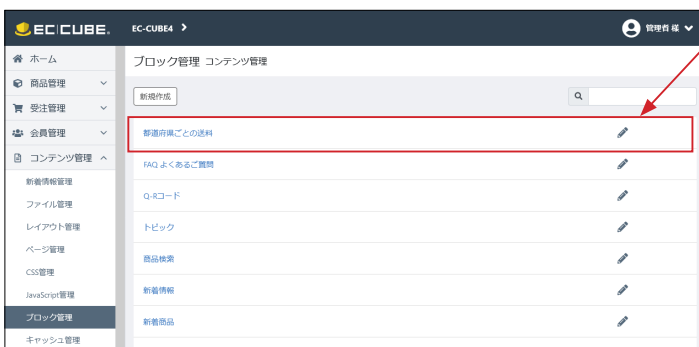 EC CUBE.
EC-CUBE4
管理者 様
ホーム
商品管理
受注管理
会員管理
コンテンツ管理
新着情報管理
ファイル管理
レイアウト管理
ページ管理
CSS管理
JavaScript管理
ブロック管理
キャッシュ管理
ブロック管理 コンテンツ管理
新規作成
都道府県ごとの送料
FAQ よくあるご質問
Q-Rコード
トピック
商品検索
新着情報
新着商品